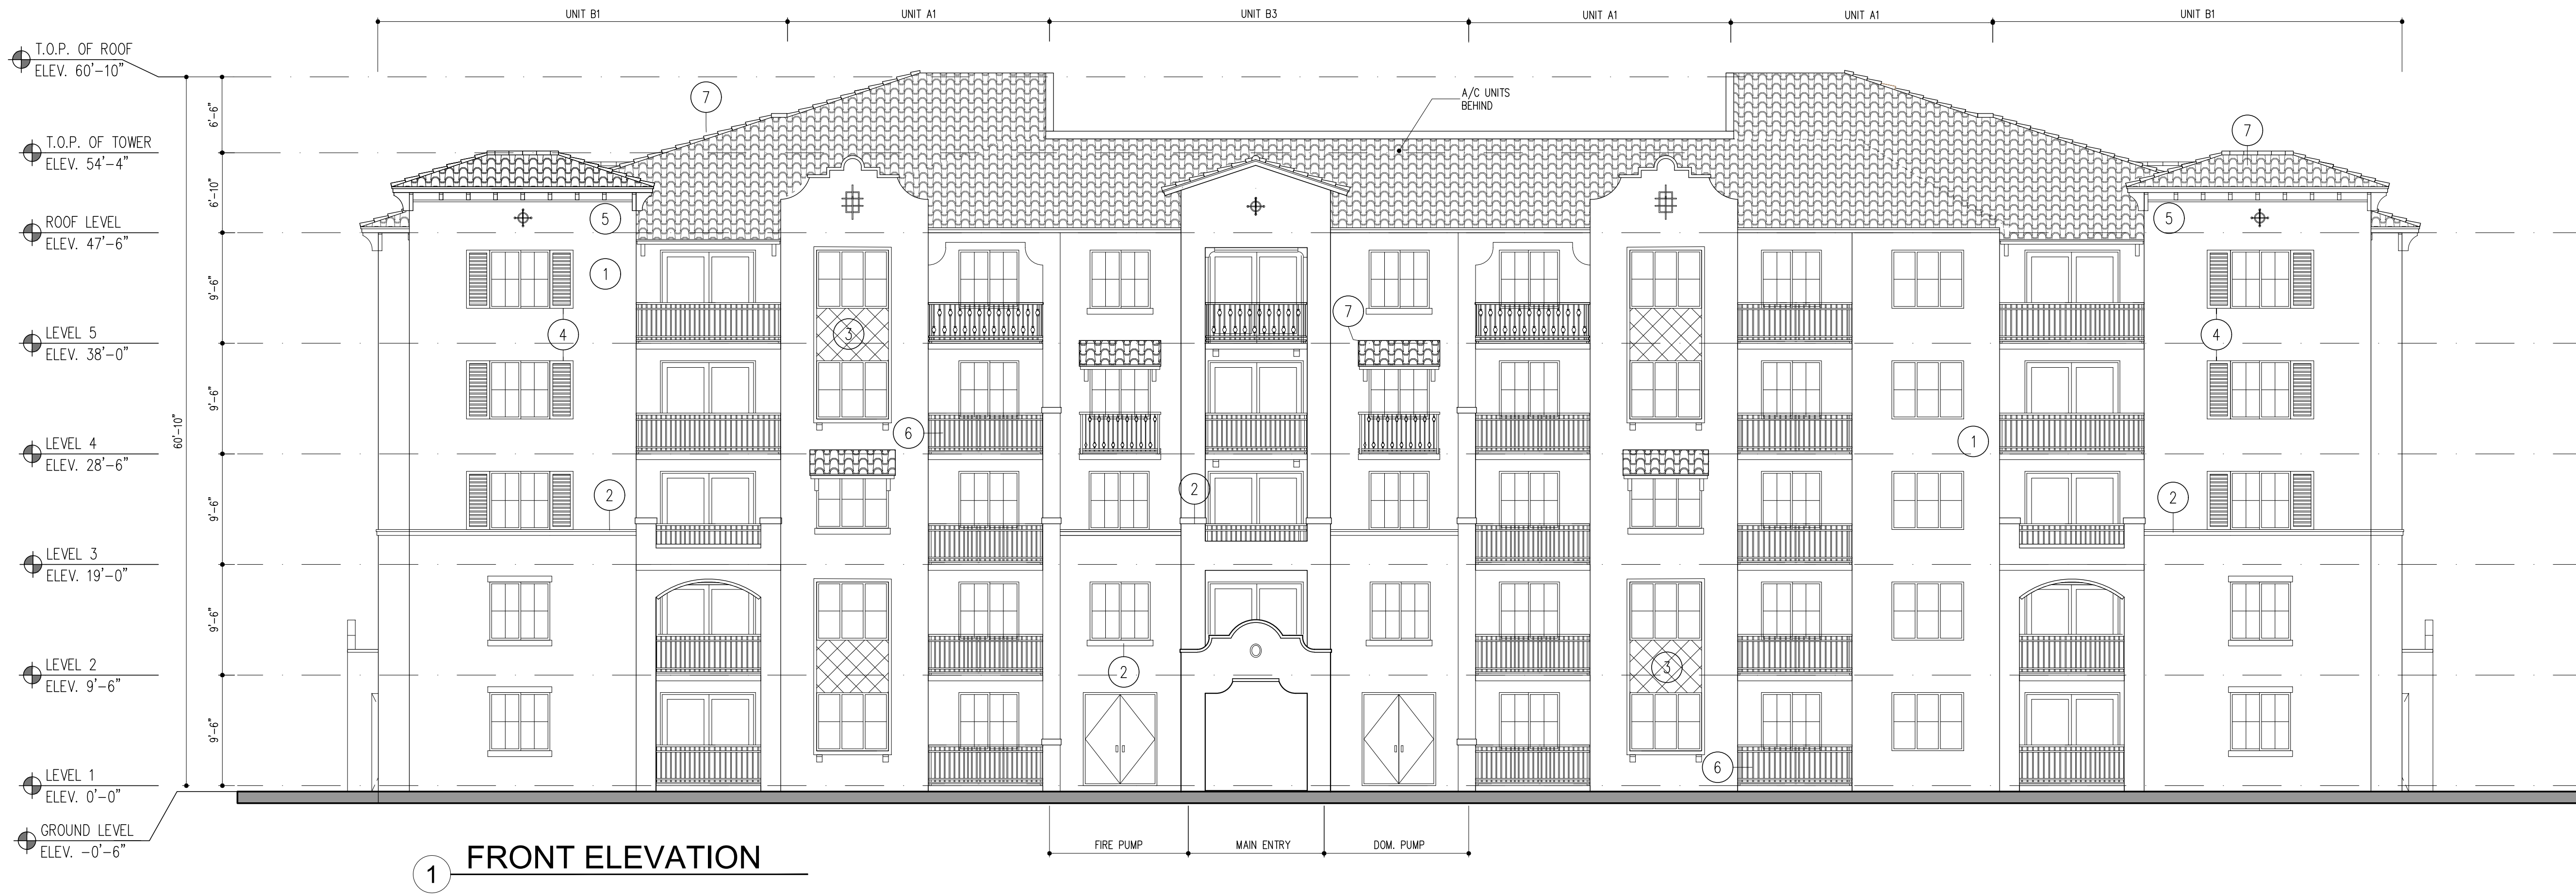 UNIT B1
UNIT A1
UNIT B3
UNIT A1
UNIT A1
UNIT B1
T.O.P. OF ROOF
ELEV. 60'-10"
T.O.P. OF TOWER
ELEV. 54'-4"
ROOF LEVEL
ELEV. 47'-6"
LEVEL 5
ELEV. 38'-0"
LEVEL 4
ELEV. 28'-6"
LEVEL 3
ELEV. 19'-0"
LEVEL 2
ELEV. 9'-6"
LEVEL 1
ELEV. 0'-0"
GROUND LEVEL
ELEV. -0'-6"
60'-10"
6'-6"
6'-10"
9'-6"
9'-6"
9'-6"
9'-6"
9'-6"
7
A/C UNITS
BEHIND
7
5
5
1
4
3
7
4
6
1
2
2
2
2
3
6
FIRE PUMP
MAIN ENTRY
DOM. PUMP
1
FRONT ELEVATION